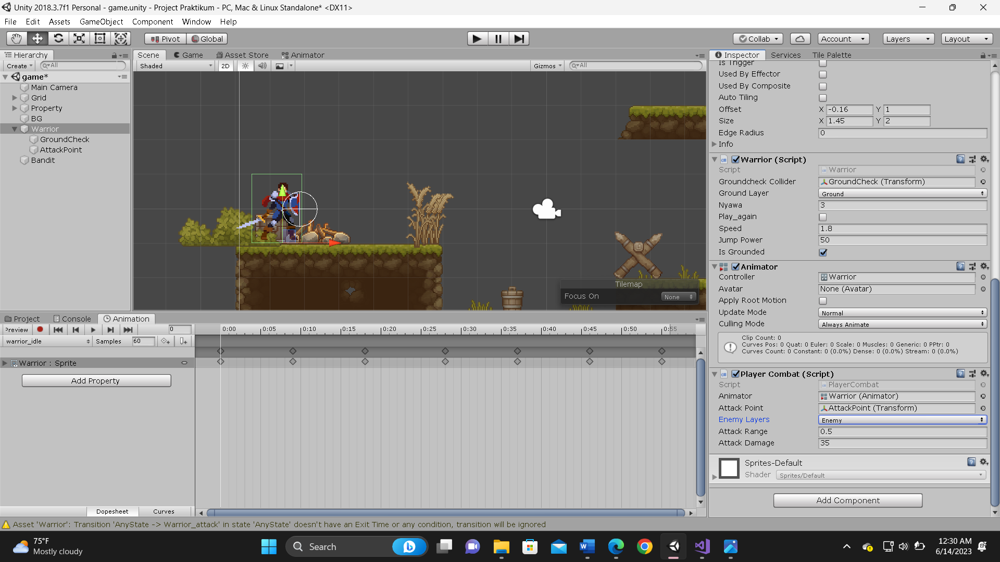 Unity 2018.3.7f1 Personal - game.unity - Project Praktikum - PC, Mac & Linux Standalone* <DX11>
File Edit Assets GameObject Component Window Help
Pivot Global Collab Account Layers Layout
Hierarchy
Create All
game*
Main Camera
Grid
Property
BG
Warrior
GroundCheck
AttackPoint
Bandit
Scene Game Asset Store Animator
Shaded 2D Gizmos All
Tilemap
Focus On None
Inspector Services Tile Palette
Is Trigger
Used By Effector
Used By Composite
Auto Tiling
Offset X -0.16 Y 1
Size X 1.45 Y 2
Edge Radius 0
Info
Warrior (Script)
Script Warrior
Groundcheck Collider GroundCheck (Transform)
Ground Layer Ground
Nyawa 3
Play_again
Speed 1.8
Jump Power 50
Is Grounded
Animator
Controller Warrior
Avatar None (Avatar)
Apply Root Motion
Update Mode Normal
Culling Mode Always Animate
Clip Count: 0
Curves Pos: 0 Quat: 0 Euler: 0 Scale: 0 Muscles: 0 Generic: 0 PPtr: 0
Curves Count: 0 Constant: 0 (0.0%) Dense: 0 (0.0%) Stream: 0 (0.0%)
Player Combat (Script)
Script PlayerCombat
Animator Warrior (Animator)
Attack Point AttackPoint (Transform)
Enemy Layers Enemy
Attack Range 0.5
Attack Damage 35
Sprites-Default
Shader Sprites/Default
Add Component
Project Console Animation
Preview 0 0:00 0:05 0:10 0:15 0:20 0:25 0:30 0:35 0:40 0:45 0:50 0:55
warrior_idle Samples 60
Warrior : Sprite
Add Property
Dopesheet Curves
Asset 'Warrior': Transition 'AnyState -> Warrior_attack' in state 'AnyState' doesn't have an Exit Time or any condition, transition will be ignored
75°F
Mostly cloudy
Search
12:30 AM
6/14/2023